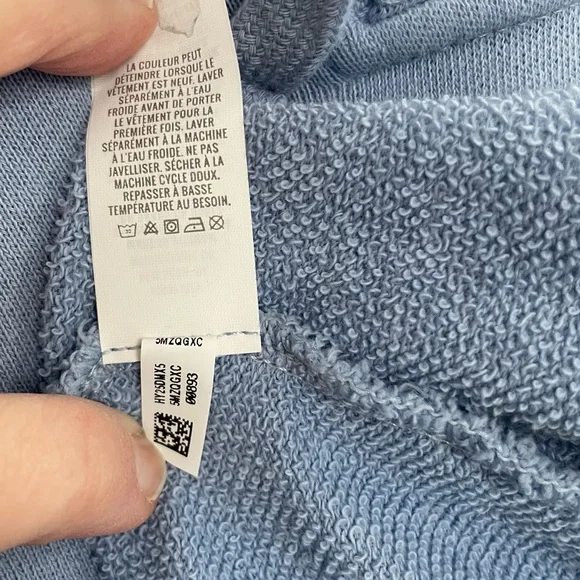 LA COULEUR PEUT
DÉTEINDRE LORSQUE LE
VÊTEMENT EST NEUF. LAVER
SÉPARÉMENT À L'EAU
FROIDE AVANT DE PORTER
LE VÊTEMENT POUR LA
PREMIÈRE FOIS. LAVER
SÉPARÉMENT À LA MACHINE
À L'EAU FROIDE. NE PAS
JAVELLISER. SÉCHER À LA
MACHINE CYCLE DOUX.
REPASSER À BASSE
TEMPÉRATURE AU BESOIN.
5MZQGXC
HY25DMX5
5MZQGXC
00893